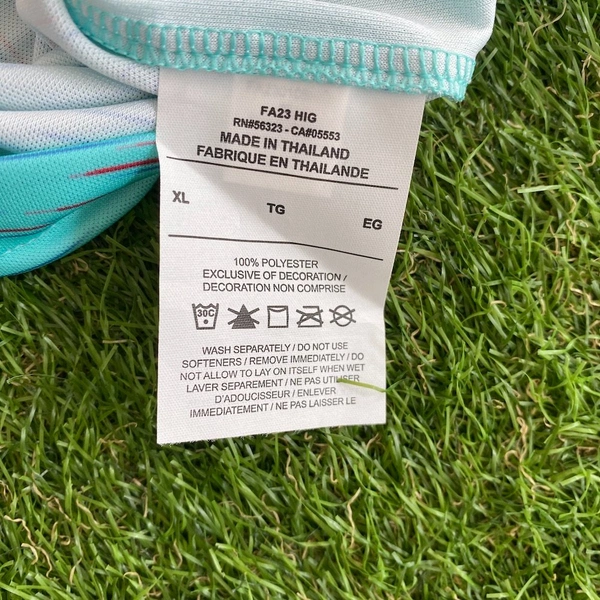 FA23 HIG
RN#56323 - CA#05553
MADE IN THAILAND
FABRIQUE EN THAILANDE
XL TG EG
100% POLYESTER
EXCLUSIVE OF DECORATION /
DECORATION NON COMPRISE
30C
WASH SEPARATELY / DO NOT USE
SOFTENERS / REMOVE IMMEDIATELY / DO
NOT ALLOW TO LAY ON ITSELF WHEN WET
LAVER SEPAREMENT / NE PAS UTILISER
D'ADOUCISSEUR / ENLEVER
IMMEDIATEMENT / NE PAS LAISSER LE